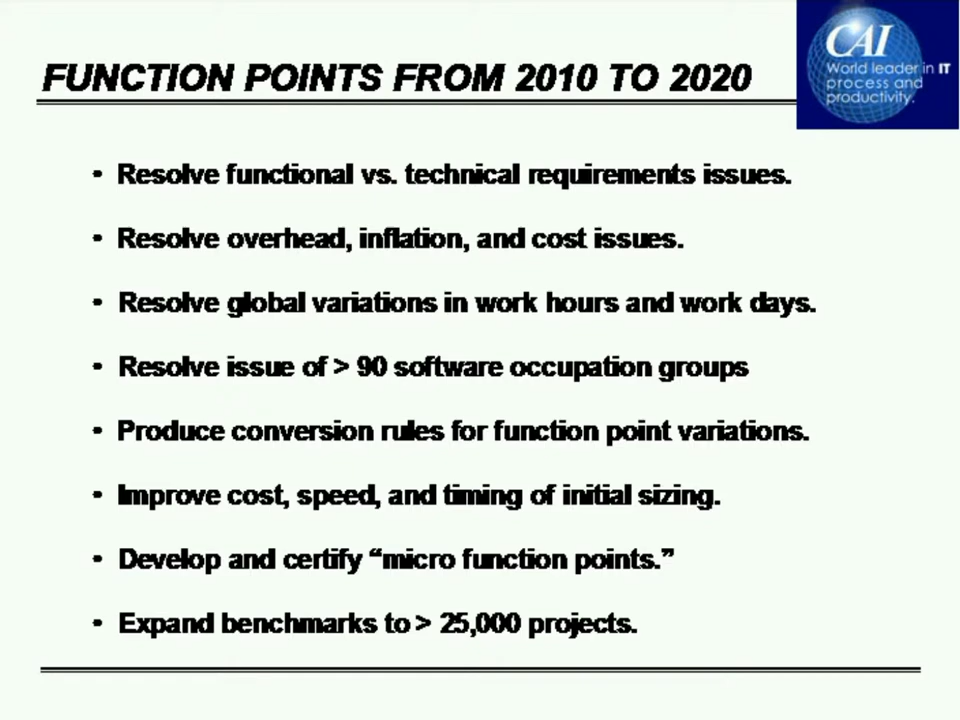 FUNCTION POINTS FROM 2010 TO 2020
CAI
World leader in IT
process and
productivity.
• Resolve functional vs. technical requirements issues.
• Resolve overhead, inflation, and cost issues.
• Resolve global variations in work hours and work days.
• Resolve issue of > 90 software occupation groups
• Produce conversion rules for function point variations.
• Improve cost, speed, and timing of initial sizing.
• Develop and certify “micro function points.”
• Expand benchmarks to > 25,000 projects.